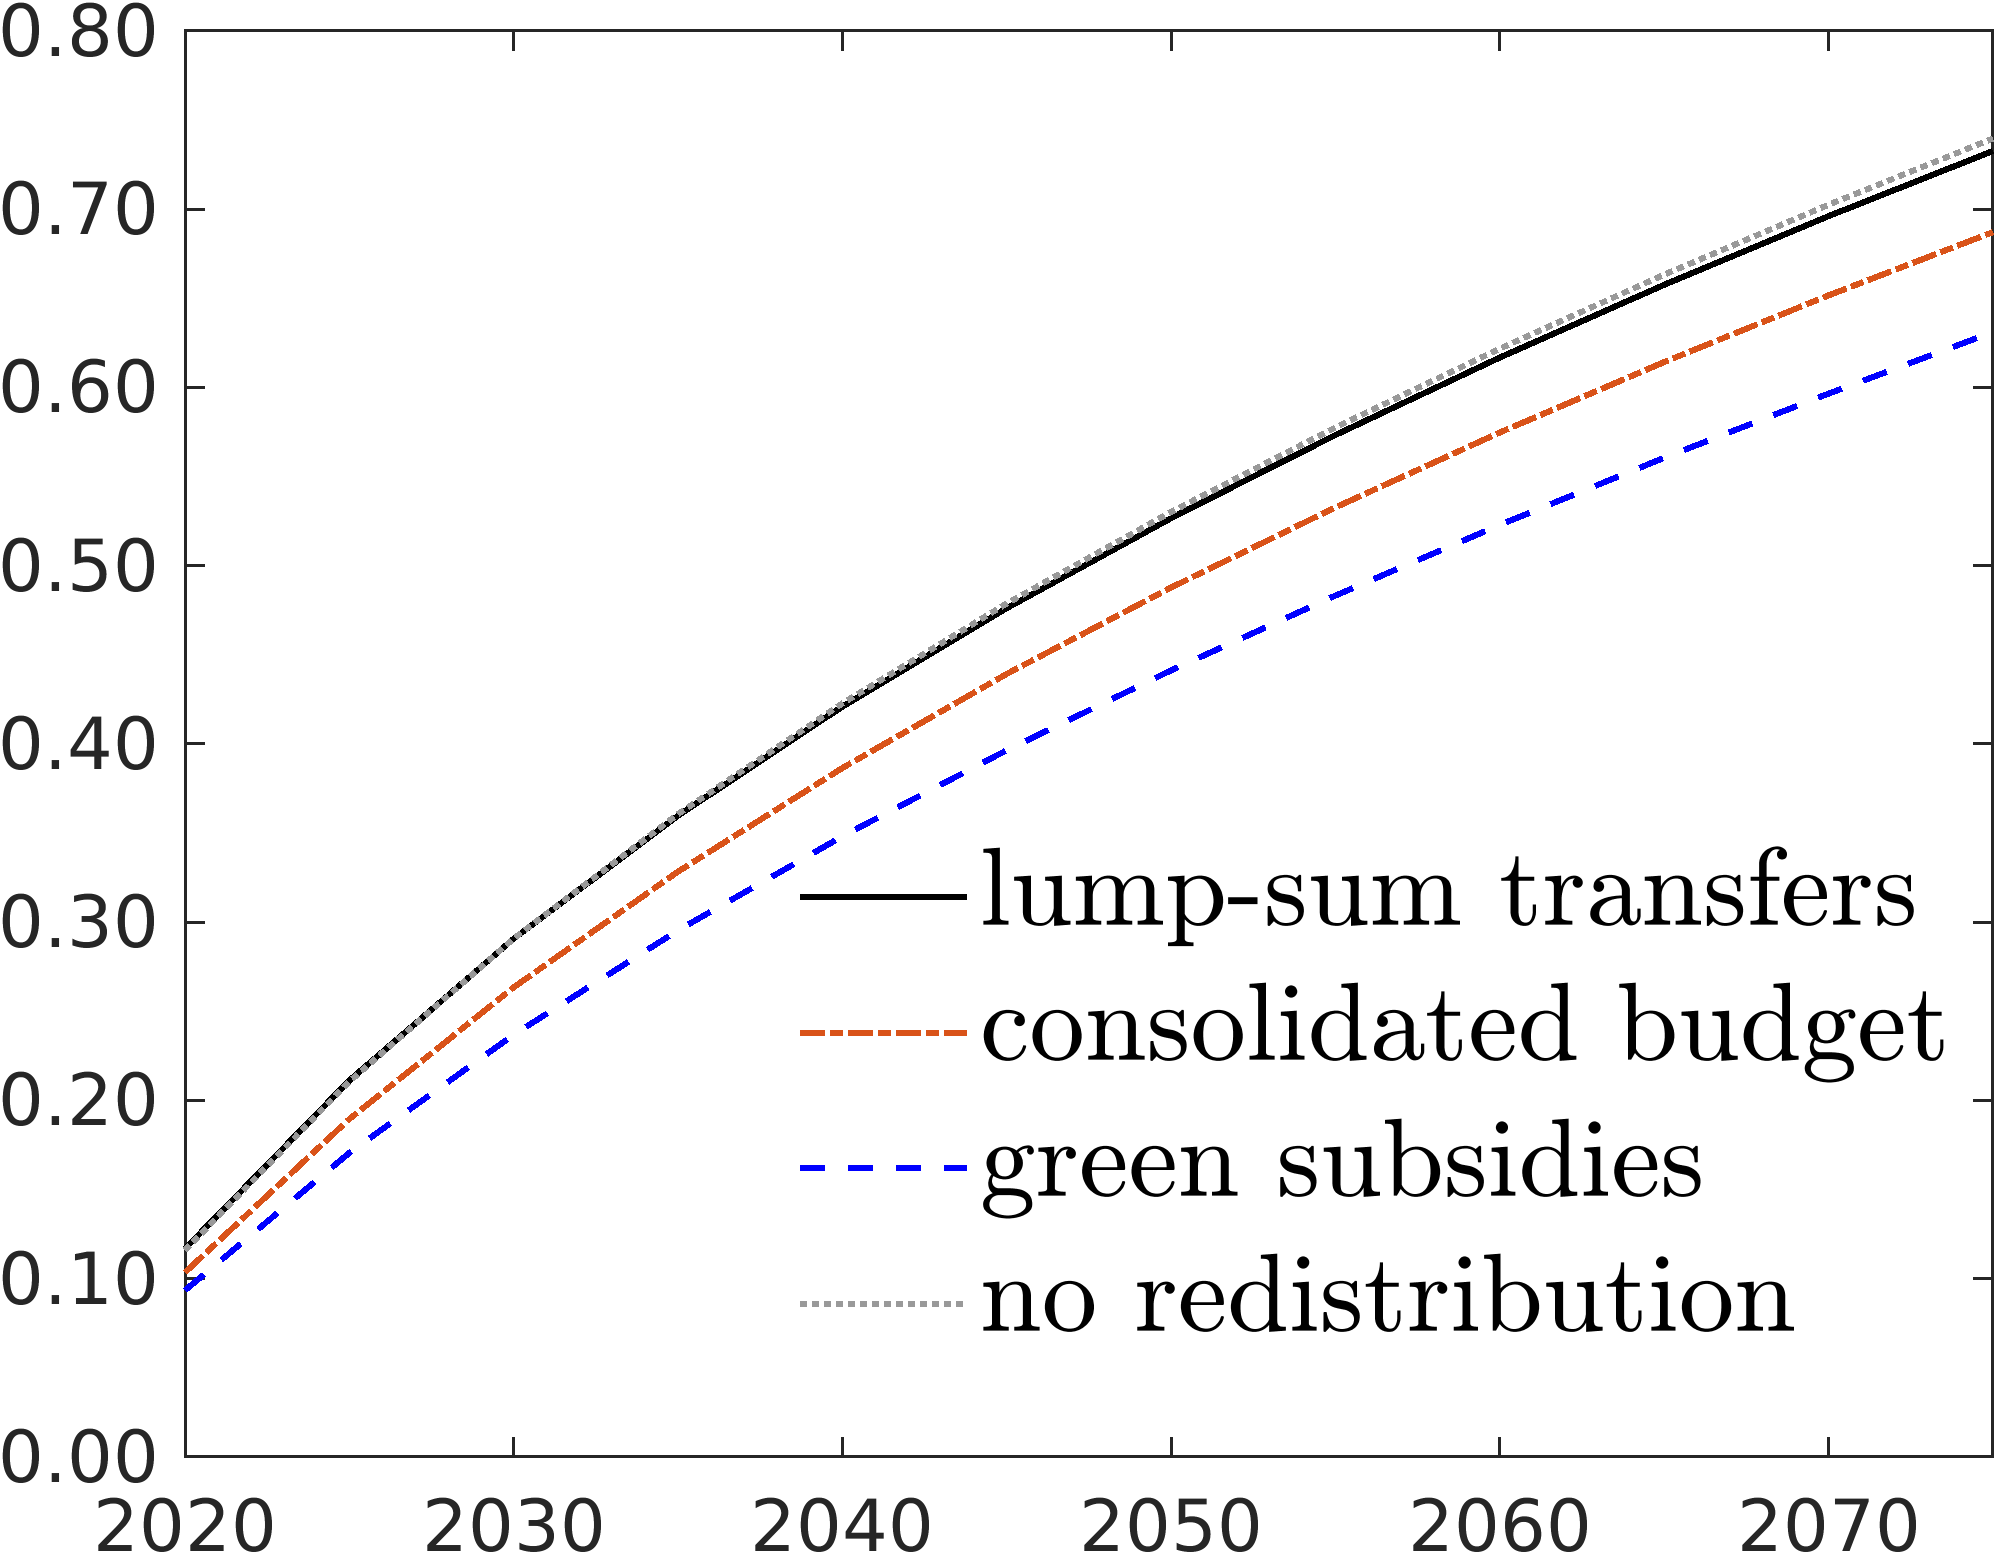 0.80
0.70
0.60
0.50
0.40
0.30
0.20
0.10
0.00
2020 2030 2040 2050 2060 2070
lump-sum transfers
consolidated budget
green subsidies
no redistribution